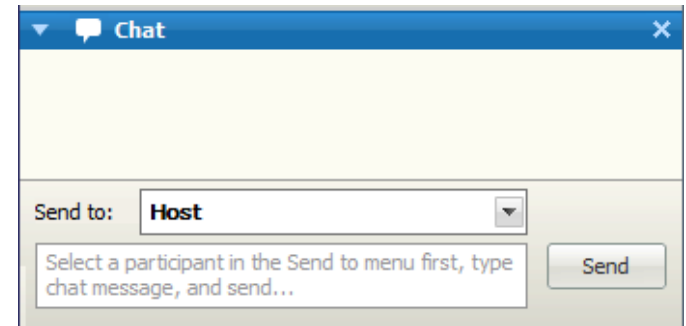 Chat
Send to: Host
Select a participant in the Send to menu first, type
chat message, and send...
Send